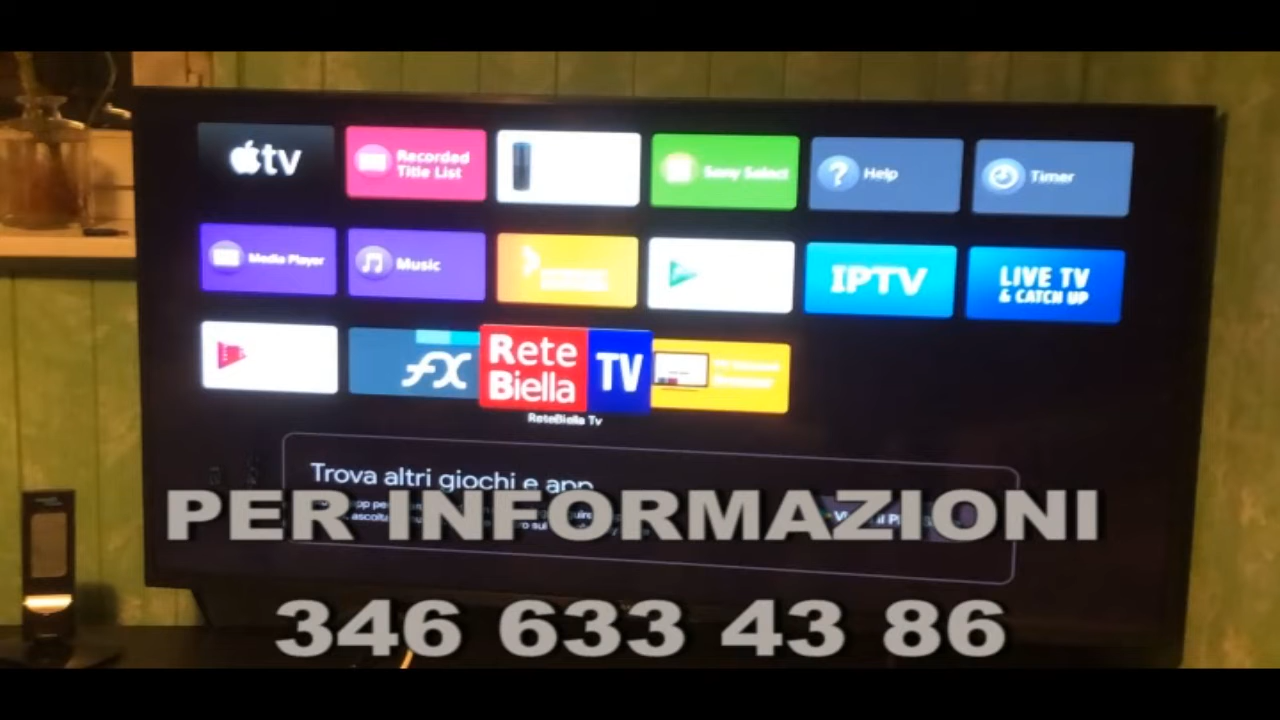 tv
Recorded
Title List
Sony Select
Help
Timer
Media Player
Music
IPTV
LIVE TV
& CATCH UP
FX
Rete
Biella
TV
ReteBiella Tv
Trova altri giochi e app
PER INFORMAZIONI
346 633 43 86